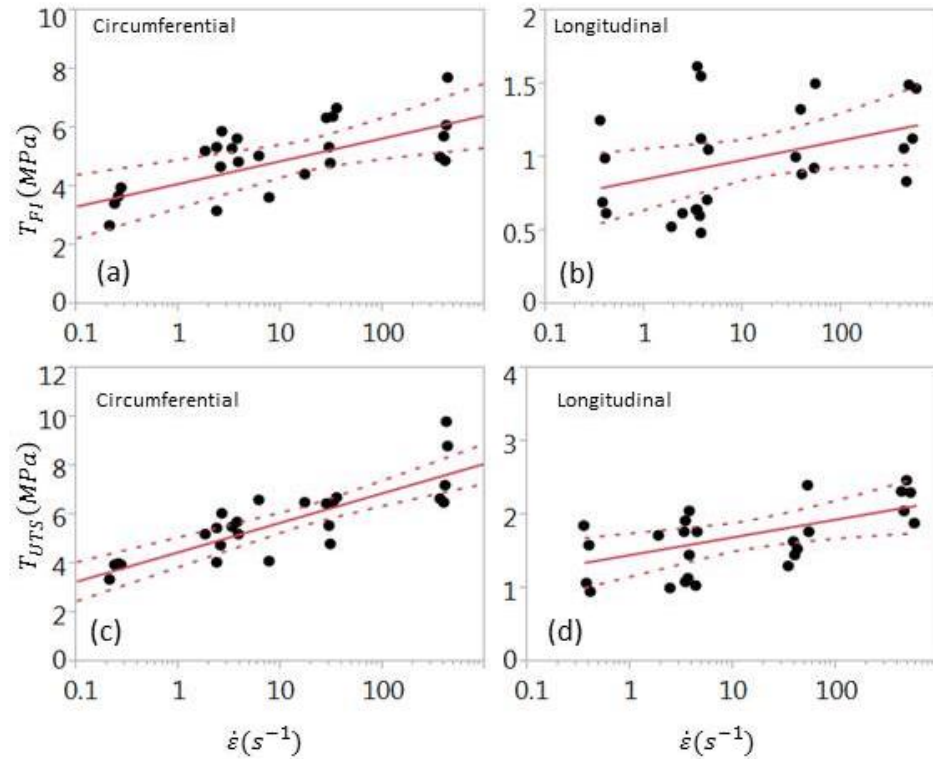 Circumferential
10
8
6
4
2
0
T_FI (MPa)
(a)
0.1 1 10 100
Longitudinal
2
1.5
1
0.5
0
(b)
0.1 1 10 100
Circumferential
12
10
8
6
4
2
0
T_UTS (MPa)
(c)
0.1 1 10 100
ε̇(s⁻¹)
Longitudinal
4
3
2
1
0
(d)
0.1 1 10 100
ε̇(s⁻¹)